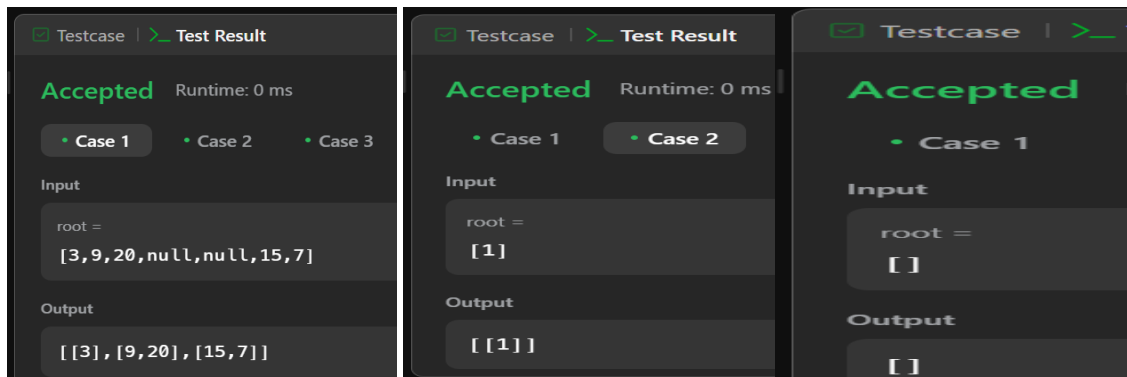 Testcase | >_ Test Result
Accepted Runtime: 0 ms
• Case 1 • Case 2 • Case 3
Input
root =
[3,9,20,null,null,15,7]
Output
[[3],[9,20],[15,7]]
Testcase | >_ Test Result
Accepted Runtime: 0 ms
• Case 1 • Case 2
Input
root =
[1]
Output
[[1]]
Testcase | >_
Accepted
• Case 1
Input
root =
[]
Output
[]